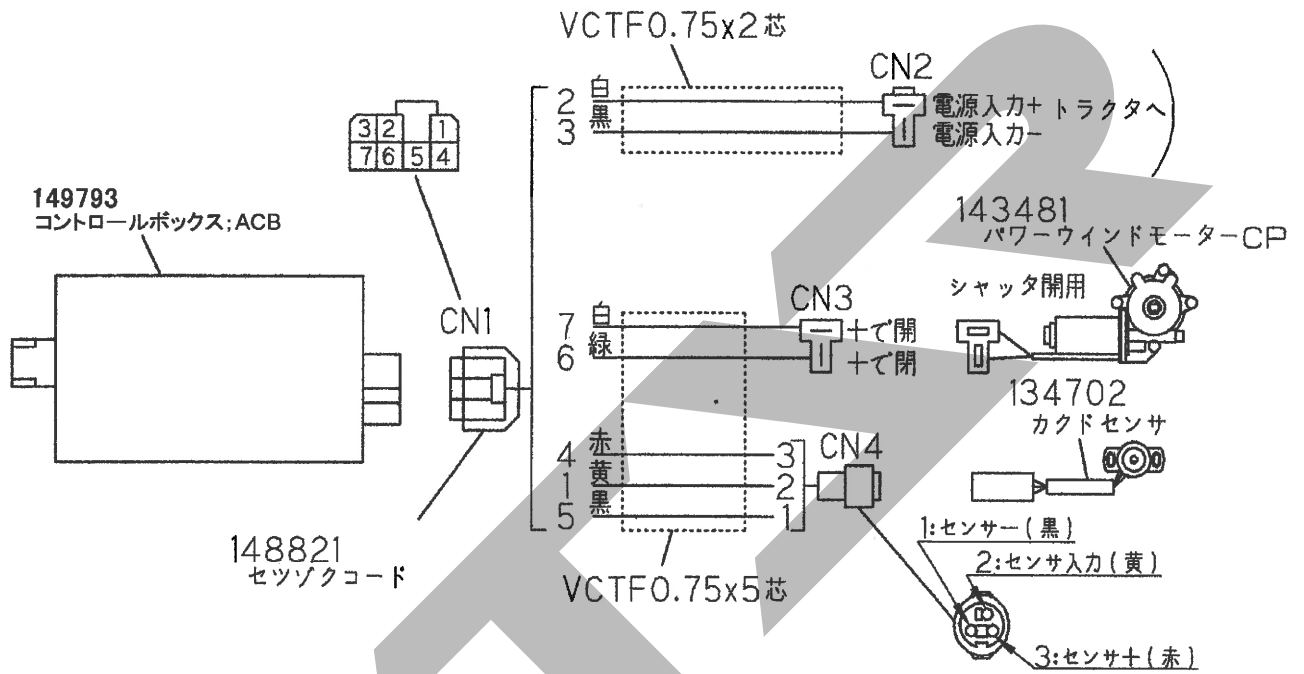 VCTF0.75x2芯
CN2
2 白
3 黒
電源入力+
電源入力-
トラクタへ
3 2 1
7 6 5 4
149793
コントロールボックス;ACB
CN1
143481
パワーウインドモーターCP
シャッタ開用
7 白
6 緑
CN3
+で開
+で閉
134702
カクドセンサ
4 赤 3
1 黄 2
5 黒 1
CN4
148821
セツゾクコード
VCTF0.75x5芯
1:センサー(黒)
2:センサ入力(黄)
3:センサ+(赤)